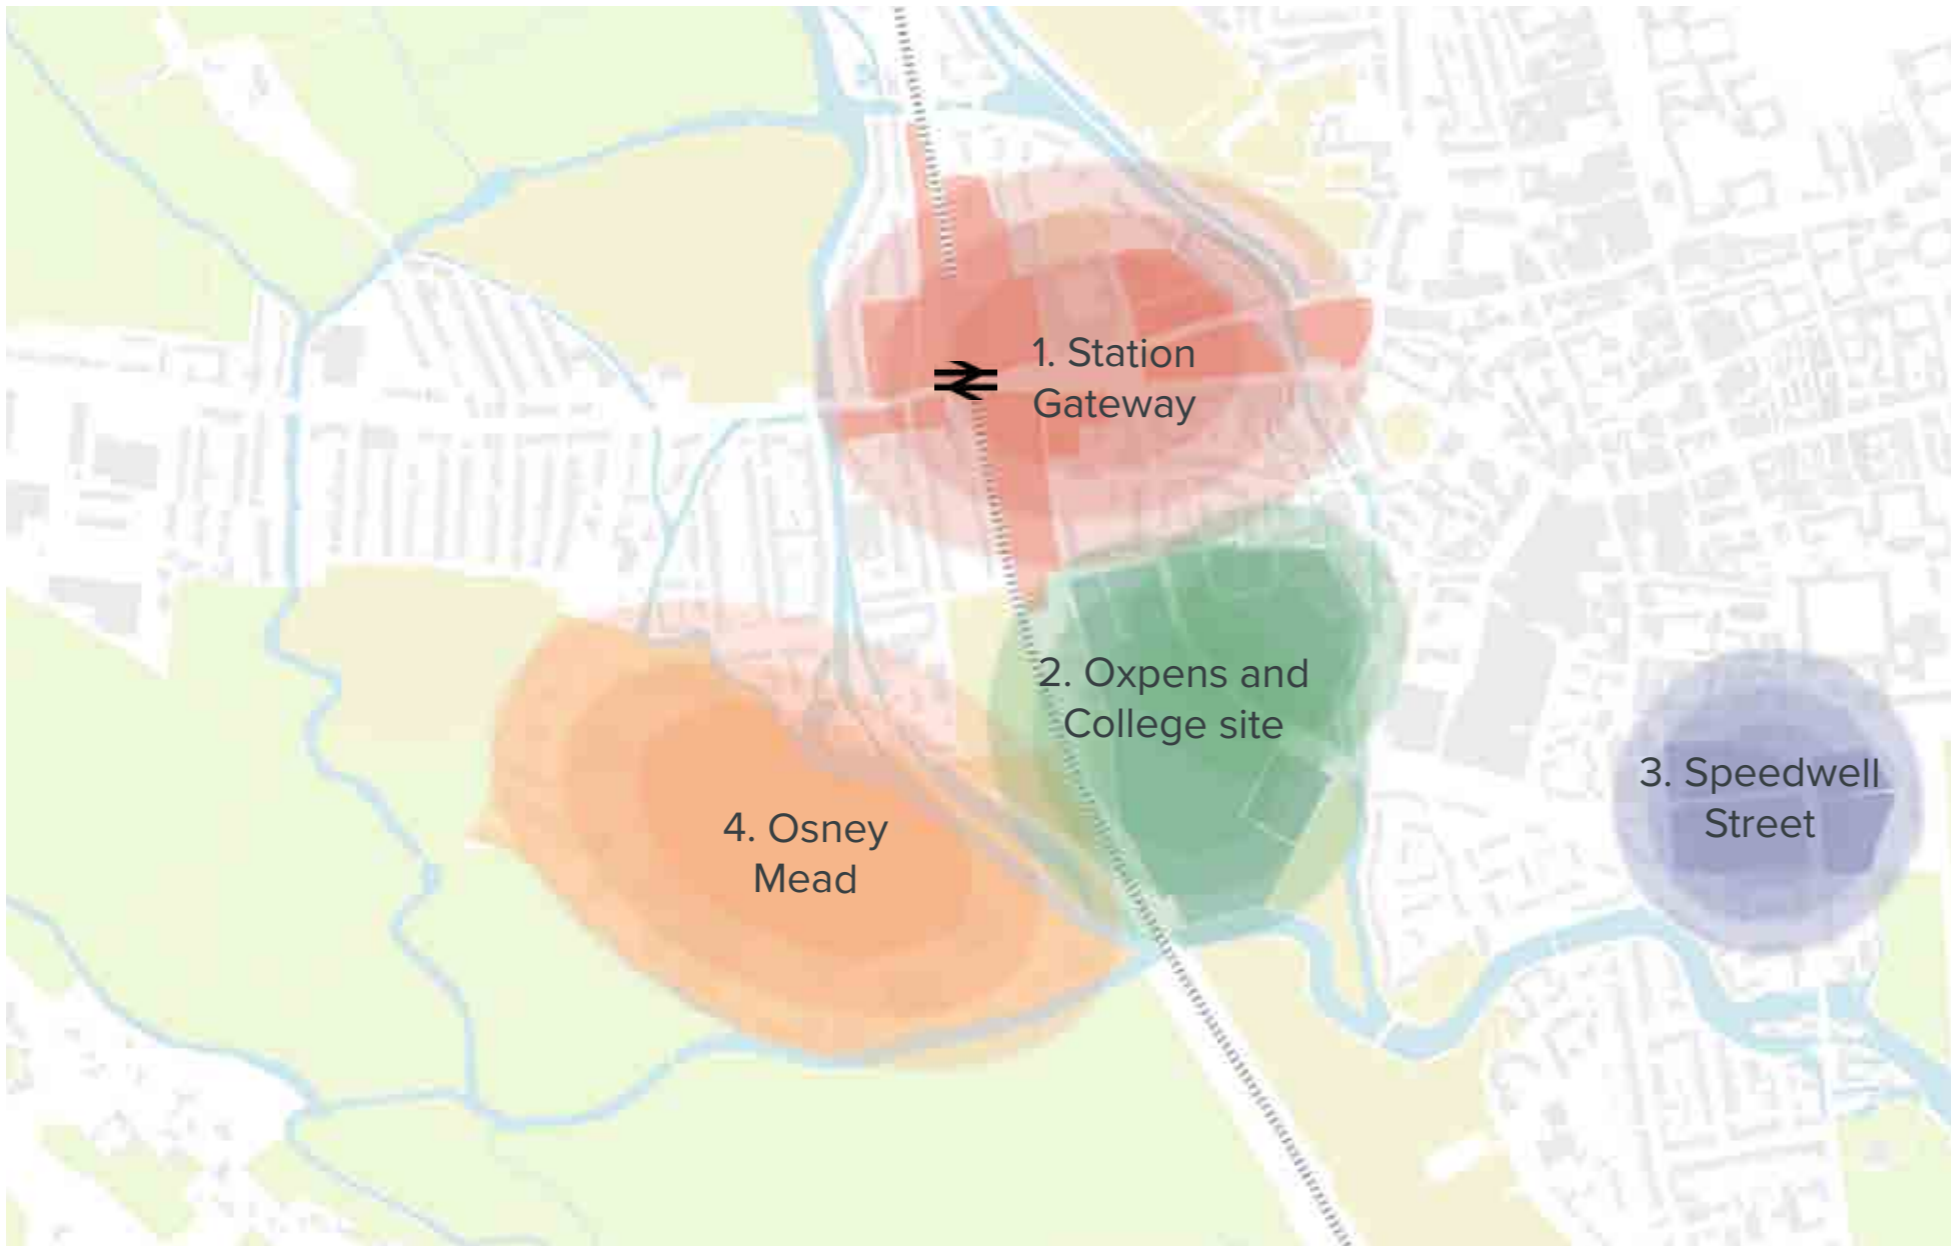 1. Station
Gateway
2. Oxpens and
College site
3. Speedwell
Street
4. Osney
Mead